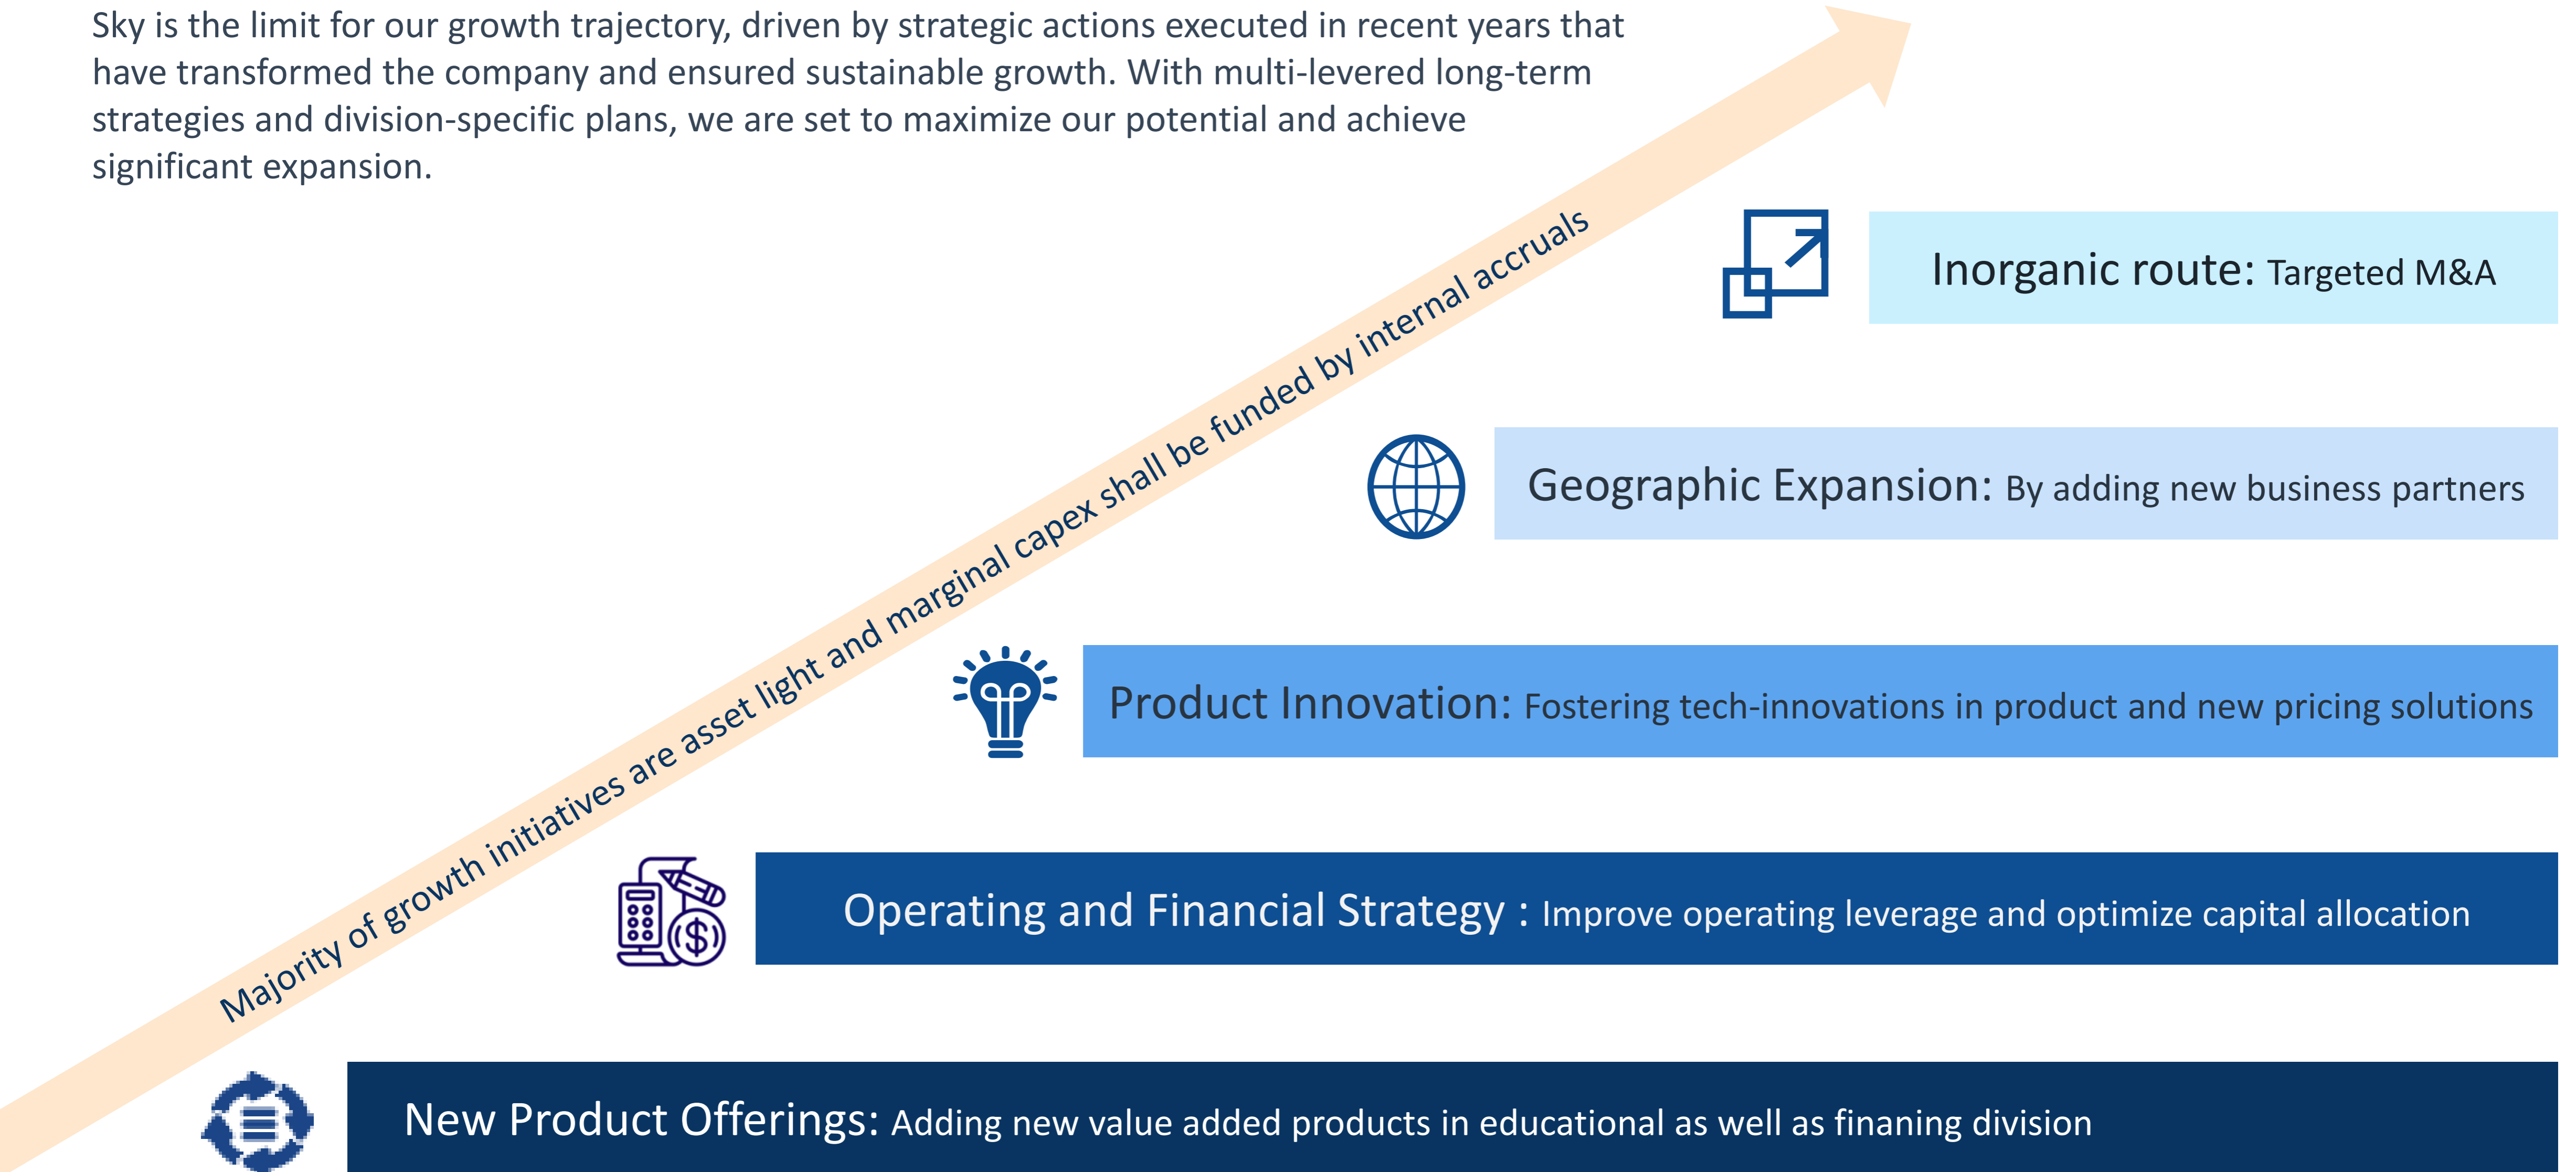 Sky is the limit for our growth trajectory, driven by strategic actions executed in recent years that
have transformed the company and ensured sustainable growth. With multi-levered long-term
strategies and division-specific plans, we are set to maximize our potential and achieve
significant expansion.
Majority of growth initiatives are asset light and marginal capex shall be funded by internal accruals
Inorganic route: Targeted M&A
Geographic Expansion: By adding new business partners
Product Innovation: Fostering tech-innovations in product and new pricing solutions
Operating and Financial Strategy : Improve operating leverage and optimize capital allocation
New Product Offerings: Adding new value added products in educational as well as finaning division